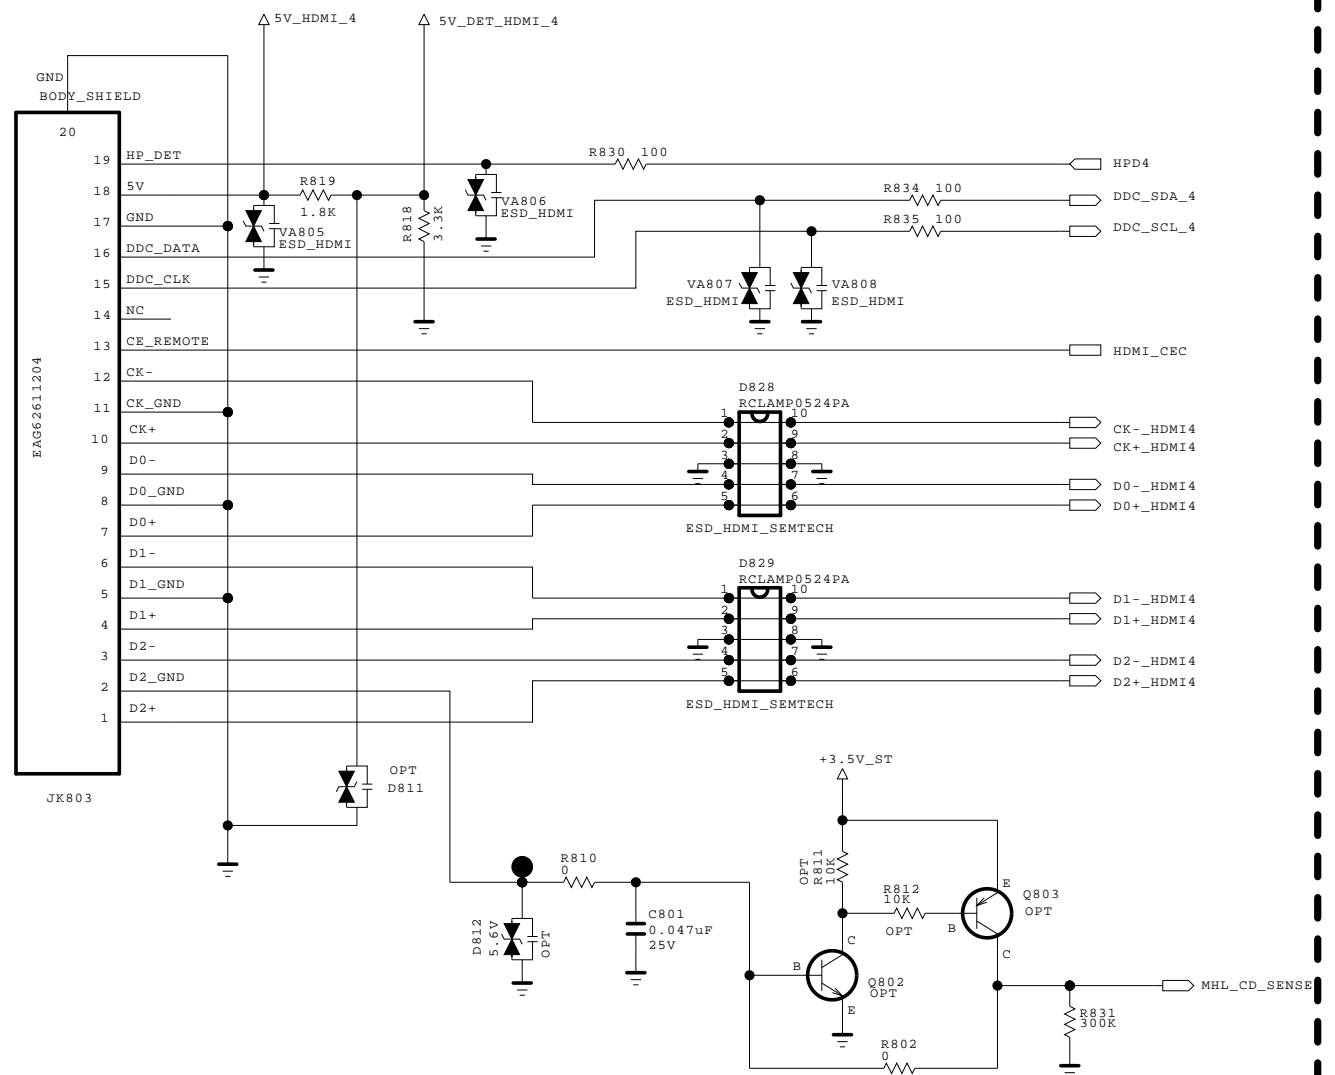 5V_HDMI_4
5V_DET_HDMI_4
GND
BODY_SHIELD
20
19 HP_DET
18 5V
17 GND
16 DDC_DATA
15 DDC_CLK
14 NC
13 CE_REMOTE
12 CK-
11 CK_GND
10 CK+
9 D0-
8 D0_GND
7 D0+
6 D1-
5 D1_GND
4 D1+
3 D2-
2 D2_GND
1 D2+
EAG62611204
JK803
R819
1.8K
VA805
ESD_HDMI
R818
3.3K
VA806
ESD_HDMI
R830 100
HPD4
R834 100
DDC_SDA_4
R835 100
DDC_SCL_4
VA807
ESD_HDMI
VA808
ESD_HDMI
HDMI_CEC
D828
RCLAMP0524PA
1 10
2 9
3 8
4 7
5 6
ESD_HDMI_SEMTECH
CK-_HDMI4
CK+_HDMI4
D0-_HDMI4
D0+_HDMI4
D829
RCLAMP0524PA
1 10
2 9
3 8
4 7
5 6
ESD_HDMI_SEMTECH
D1-_HDMI4
D1+_HDMI4
D2-_HDMI4
D2+_HDMI4
OPT
D811
+3.5V_ST
OPT
R811
10K
R812
10K
OPT
E
B
C
Q803
OPT
R810
0
D812
5.6V
OPT
C801
0.047uF
25V
C
B
E
Q802
OPT
MHL_CD_SENSE
R831
300K
R802
0